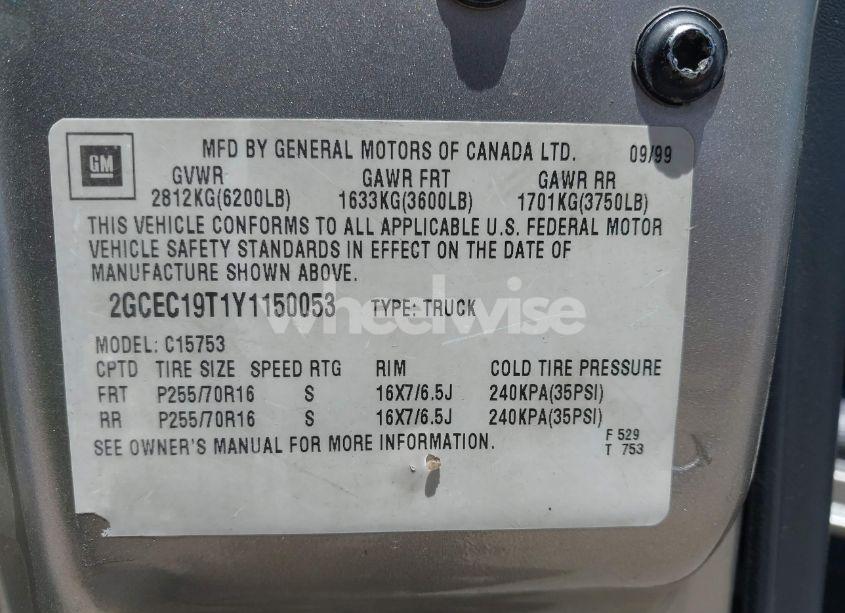 GM
MFD BY GENERAL MOTORS OF CANADA LTD. 09/99
GVWR GAWR FRT GAWR RR
2812KG(6200LB) 1633KG(3600LB) 1701KG(3750LB)
THIS VEHICLE CONFORMS TO ALL APPLICABLE U.S. FEDERAL MOTOR
VEHICLE SAFETY STANDARDS IN EFFECT ON THE DATE OF
MANUFACTURE SHOWN ABOVE.
2GCEC19T1Y1150053 TYPE: TRUCK
wheelwise
MODEL: C15753
CPTD TIRE SIZE SPEED RTG RIM COLD TIRE PRESSURE
FRT P255/70R16 S 16X7/6.5J 240KPA(35PSI)
RR P255/70R16 S 16X7/6.5J 240KPA(35PSI)
SEE OWNER'S MANUAL FOR MORE INFORMATION.
F 529
T 753